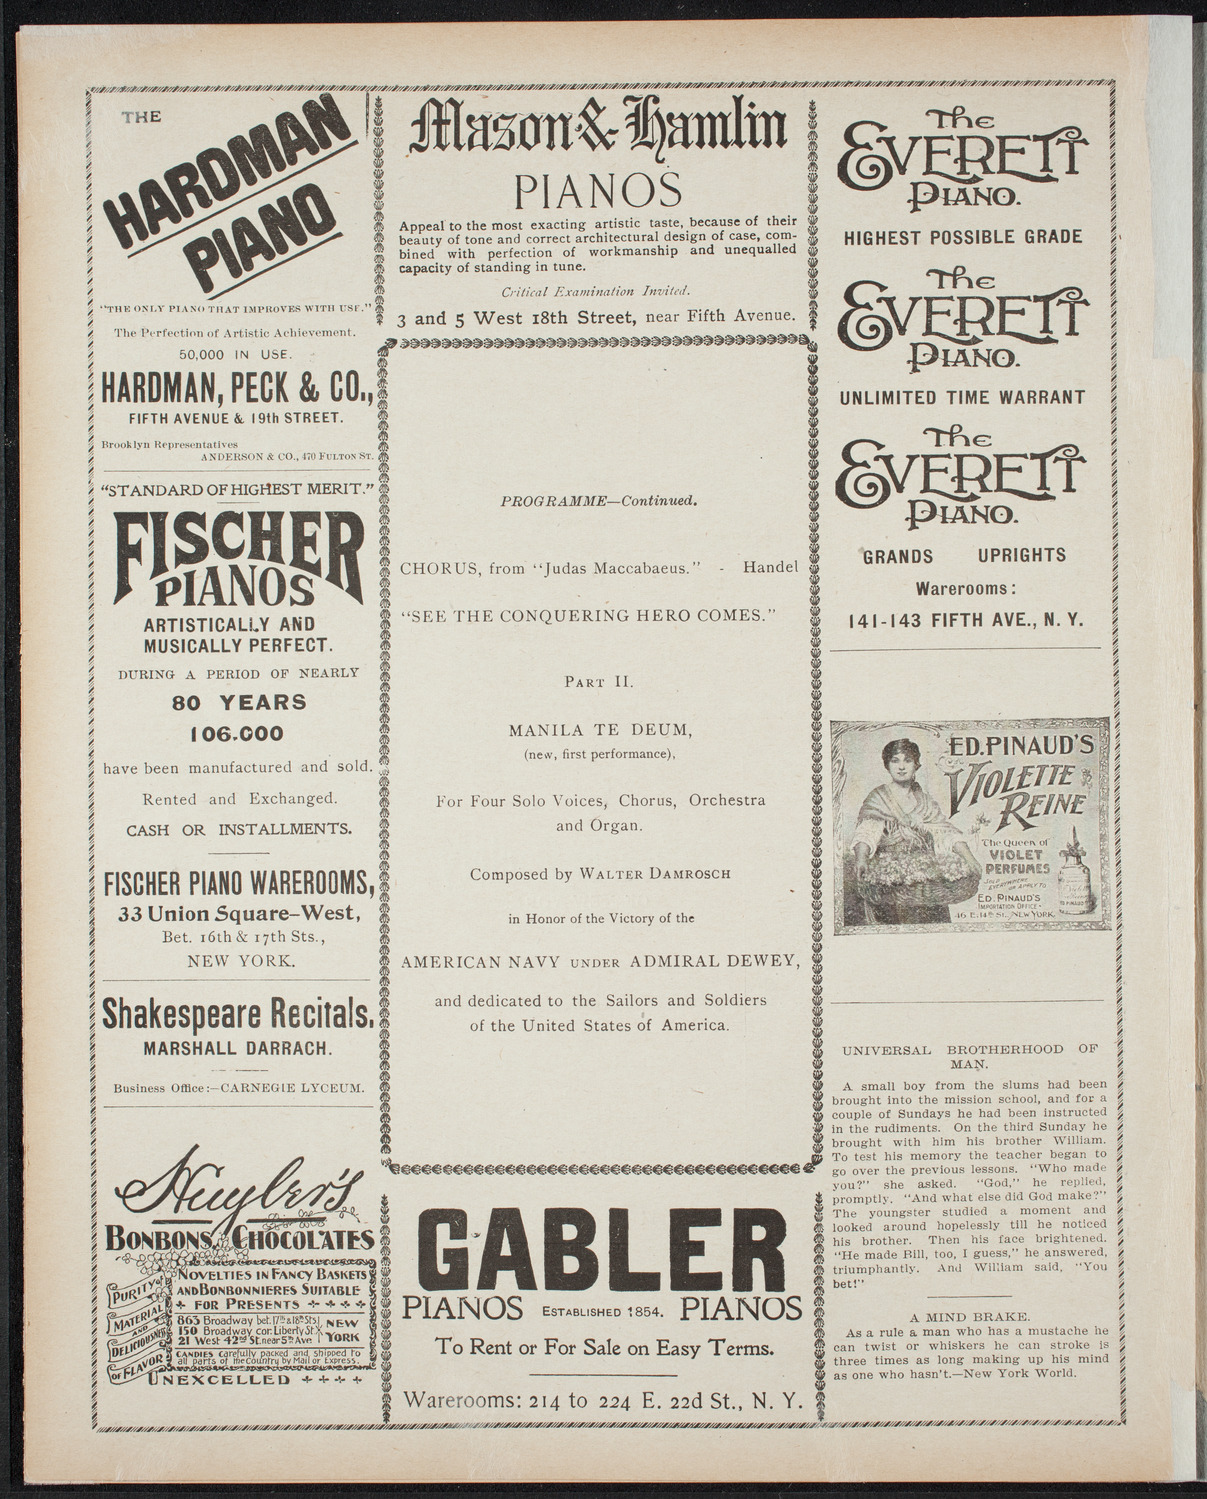 THE
HARDMAN
PIANO
"THE ONLY PIANO THAT IMPROVES WITH USE."
The Perfection of Artistic Achievement.
50,000 IN USE.
HARDMAN, PECK & CO.,
FIFTH AVENUE & 19th STREET.
Brooklyn Representatives
ANDERSON & CO., 470 FULTON ST.
"STANDARD OF HIGHEST MERIT."
FISCHER
PIANOS
ARTISTICALLY AND
MUSICALLY PERFECT.
DURING A PERIOD OF NEARLY
80 YEARS
106.000
have been manufactured and sold.
Rented and Exchanged.
CASH OR INSTALLMENTS.
FISCHER PIANO WAREROOMS,
33 Union Square–West,
Bet. 16th & 17th Sts.,
NEW YORK.
Shakespeare Recitals.
MARSHALL DARRACH.
Business Office:—CARNEGIE LYCEUM.
Huyler's
BONBONS, CHOCOLATES
NOVELTIES IN FANCY BASKETS
AND BONBONNIERES SUITABLE
FOR PRESENTS
PURITY of
MATERIAL
AND
DELICIOUSNESS
OF FLAVOR
863 Broadway bet. 17th & 18th Sts.
150 Broadway cor. Liberty St.
21 West 42nd St. near 5th Ave
NEW
YORK
CANDIES carefully packed and shipped to
all parts of the Country by Mail or Express.
UNEXCELLED
Mason & Hamlin
PIANOS
Appeal to the most exacting artistic taste, because of their
beauty of tone and correct architectural design of case, com-
bined with perfection of workmanship and unequalled
capacity of standing in tune.
Critical Examination Invited.
3 and 5 West 18th Street, near Fifth Avenue.
PROGRAMME—Continued.
CHORUS, from "Judas Maccabaeus." - Handel
"SEE THE CONQUERING HERO COMES."
PART II.
MANILA TE DEUM,
(new, first performance),
For Four Solo Voices, Chorus, Orchestra
and Organ.
Composed by WALTER DAMROSCH
in Honor of the Victory of the
AMERICAN NAVY UNDER ADMIRAL DEWEY,
and dedicated to the Sailors and Soldiers
of the United States of America.
GABLER
PIANOS ESTABLISHED 1854. PIANOS
To Rent or For Sale on Easy Terms.
Warerooms: 214 to 224 E. 22d St., N. Y.
The
EVERETT
PIANO.
HIGHEST POSSIBLE GRADE
The
EVERETT
PIANO.
UNLIMITED TIME WARRANT
The
EVERETT
PIANO.
GRANDS UPRIGHTS
Warerooms:
141-143 FIFTH AVE., N. Y.
ED. PINAUD'S
VIOLETTE
REINE
The Queen of
VIOLET
PERFUMES
SOLD EVERYWHERE
OR APPLY TO
ED. PINAUD'S
IMPORTATION OFFICE
46 E. 14th St., NEW YORK.
UNIVERSAL BROTHERHOOD OF
MAN.
A small boy from the slums had been
brought into the mission school, and for a
couple of Sundays he had been instructed
in the rudiments. On the third Sunday he
brought with him his brother William.
To test his memory the teacher began to
go over the previous lessons. "Who made
you?" she asked. "God," he replied,
promptly. "And what else did God make?"
The youngster studied a moment and
looked around hopelessly till he noticed
his brother. Then his face brightened.
"He made Bill, too, I guess," he answered,
triumphantly. And William said, "You
bet!"
A MIND BRAKE.
As a rule a man who has a mustache he
can twist or whiskers he can stroke is
three times as long making up his mind
as one who hasn't.—New York World.